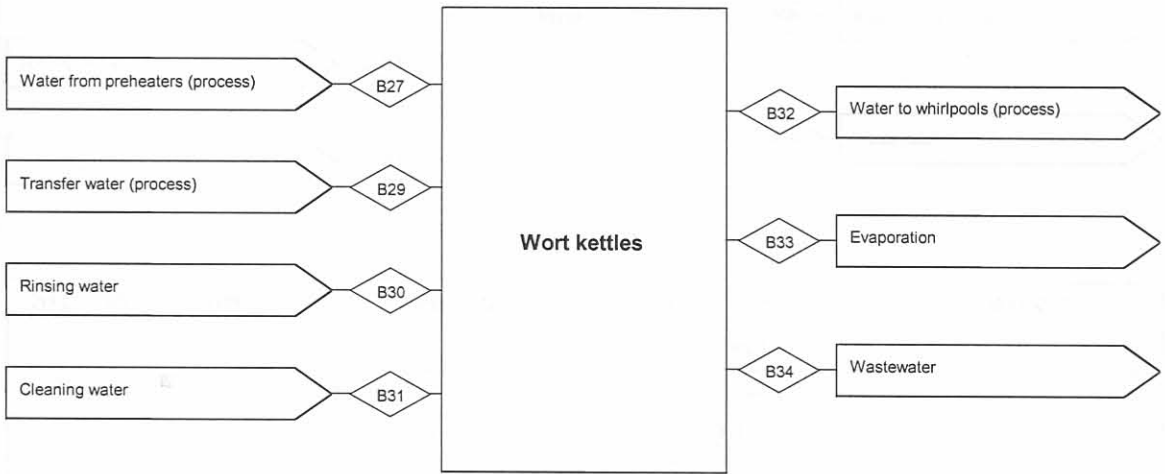 Water from preheaters (process)
B27
Transfer water (process)
B29
Rinsing water
B30
Cleaning water
B31
Wort kettles
B32
Water to whirlpools (process)
B33
Evaporation
B34
Wastewater